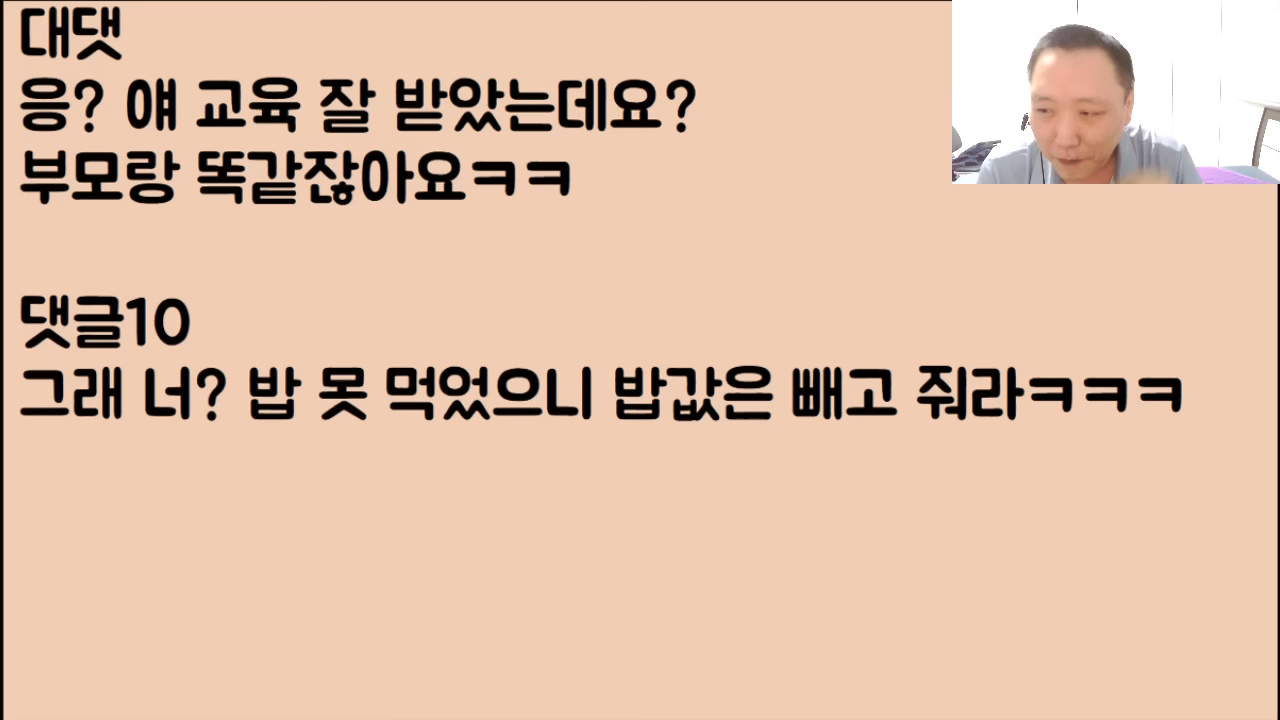 대댓
응? 얘 교육 잘 받았는데요?
부모랑 똑같잖아요ㅋㅋ
댓글10
그래 너? 밥 못 먹었으니 밥값은 빼고 줘라ㅋㅋㅋ